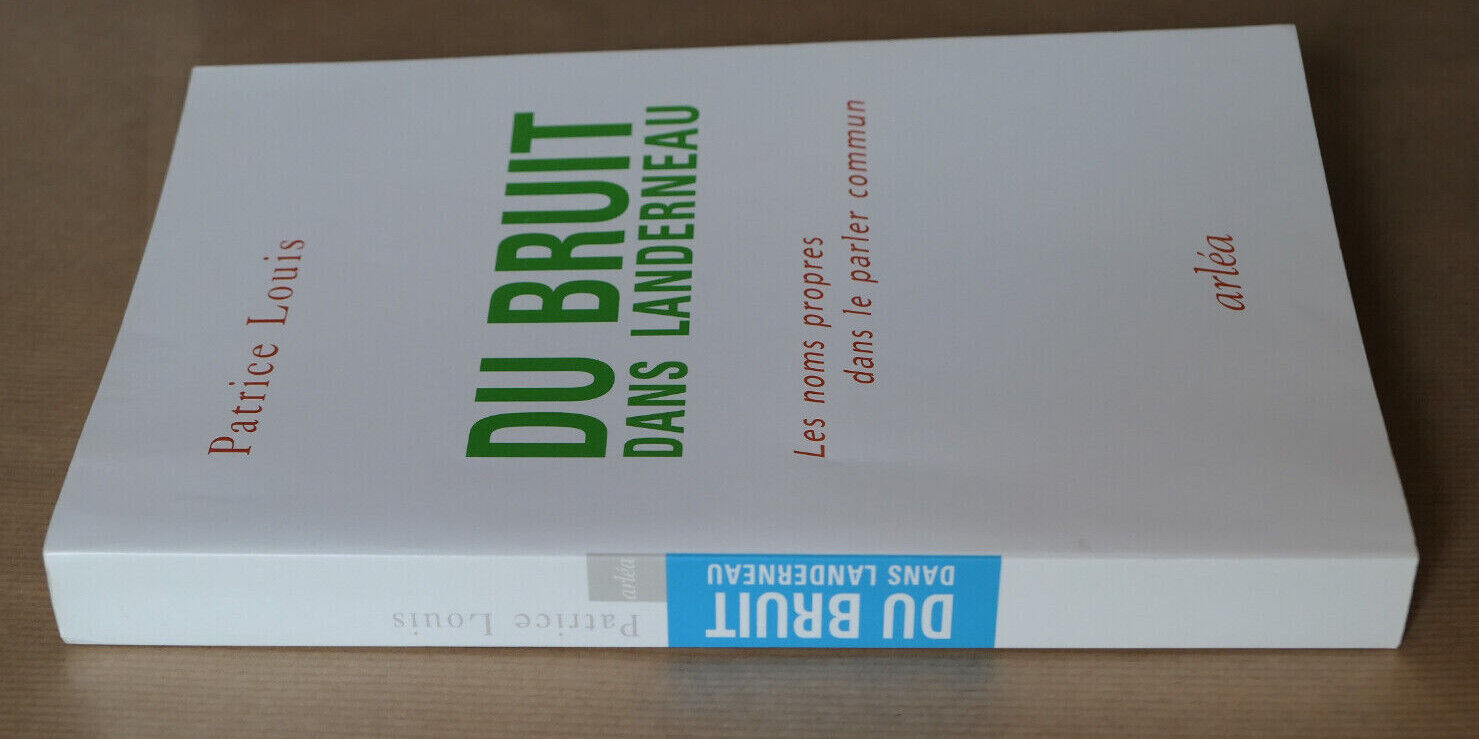 Patrice Louis
DU BRUIT
DANS LANDERNEAU
Les noms propres
dans le parler commun
arléa
DU BRUIT
DANS LANDERNEAU
Patrice Louis
arléa